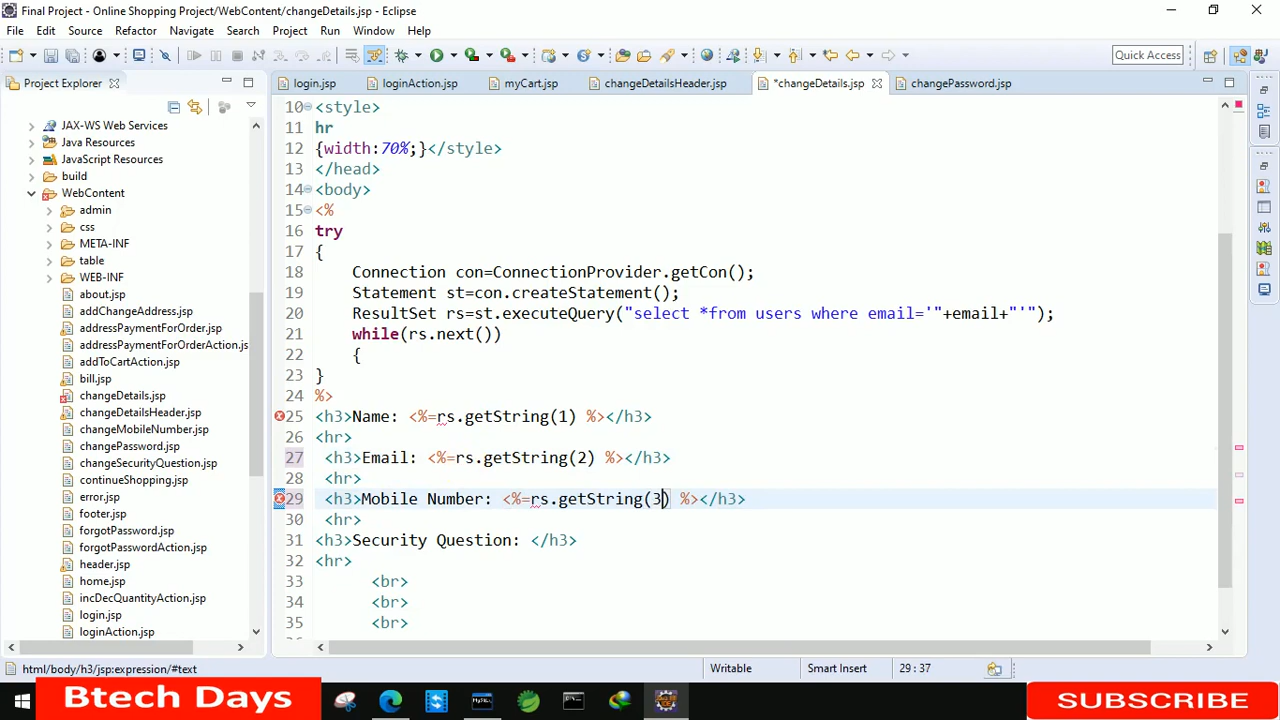 Final Project - Online Shopping Project/WebContent/changeDetails.jsp - Eclipse
File Edit Source Refactor Navigate Search Project Run Window Help
Quick Access
Project Explorer
login.jsp loginAction.jsp myCart.jsp changeDetailsHeader.jsp *changeDetails.jsp changePassword.jsp
JAX-WS Web Services
Java Resources
JavaScript Resources
build
WebContent
admin
css
META-INF
table
WEB-INF
about.jsp
addChangeAddress.jsp
addressPaymentForOrder.jsp
addressPaymentForOrderAction.js
addToCartAction.jsp
bill.jsp
changeDetails.jsp
changeDetailsHeader.jsp
changeMobileNumber.jsp
changePassword.jsp
changeSecurityQuestion.jsp
continueShopping.jsp
error.jsp
footer.jsp
forgotPassword.jsp
forgotPasswordAction.jsp
header.jsp
home.jsp
incDecQuantityAction.jsp
login.jsp
loginAction.jsp
10 <style>
11 hr
12 {width:70%;}</style>
13 </head>
14 <body>
15 <%
16 try
17 {
18 Connection con=ConnectionProvider.getCon();
19 Statement st=con.createStatement();
20 ResultSet rs=st.executeQuery("select *from users where email='"+email+"'");
21 while(rs.next())
22 {
23 }
24 %>
25 <h3>Name: <%=rs.getString(1) %></h3>
26 <hr>
27 <h3>Email: <%=rs.getString(2) %></h3>
28 <hr>
29 <h3>Mobile Number: <%=rs.getString(3) %></h3>
30 <hr>
31 <h3>Security Question: </h3>
32 <hr>
33 <br>
34 <br>
35 <br>
html/body/h3/jsp:expression/#text Writable Smart Insert 29 : 37
Btech Days
SUBSCRIBE